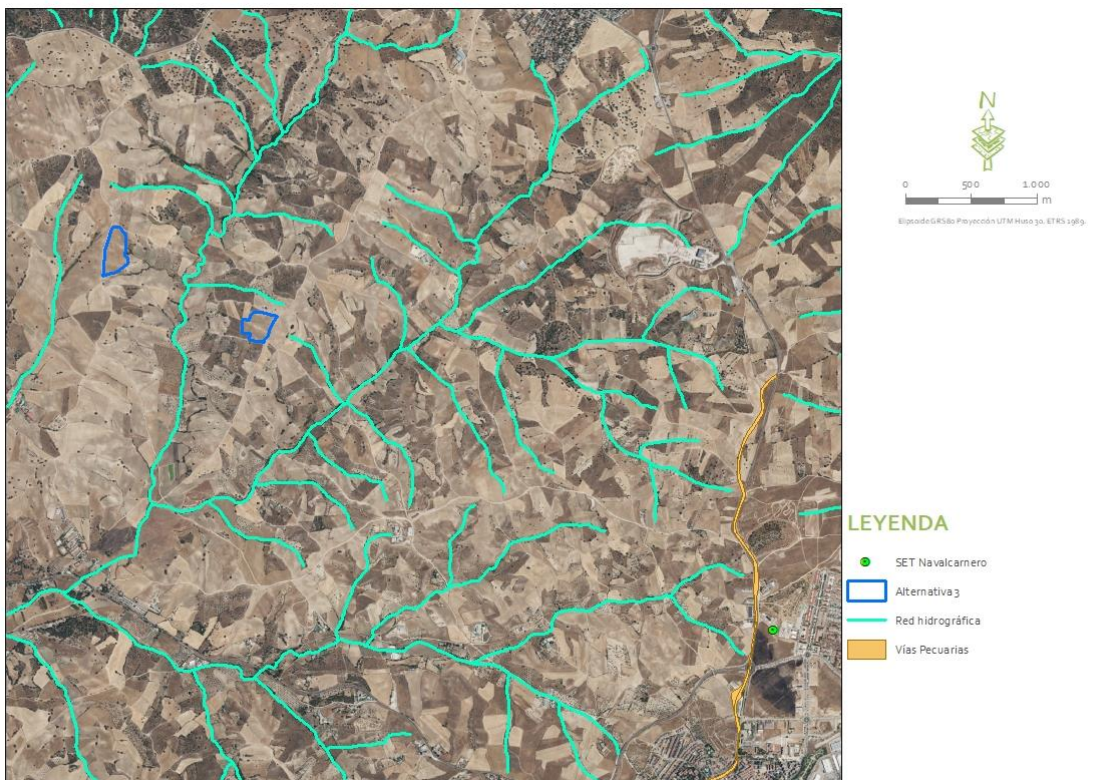 N
0 500 1.000
m
Elipsoide GRS80 Proyección UTM Huso 30. ETRS 1989.
LEYENDA
SET Navalcarnero
Alternativa 3
Red hidrográfica
Vías Pecuarias